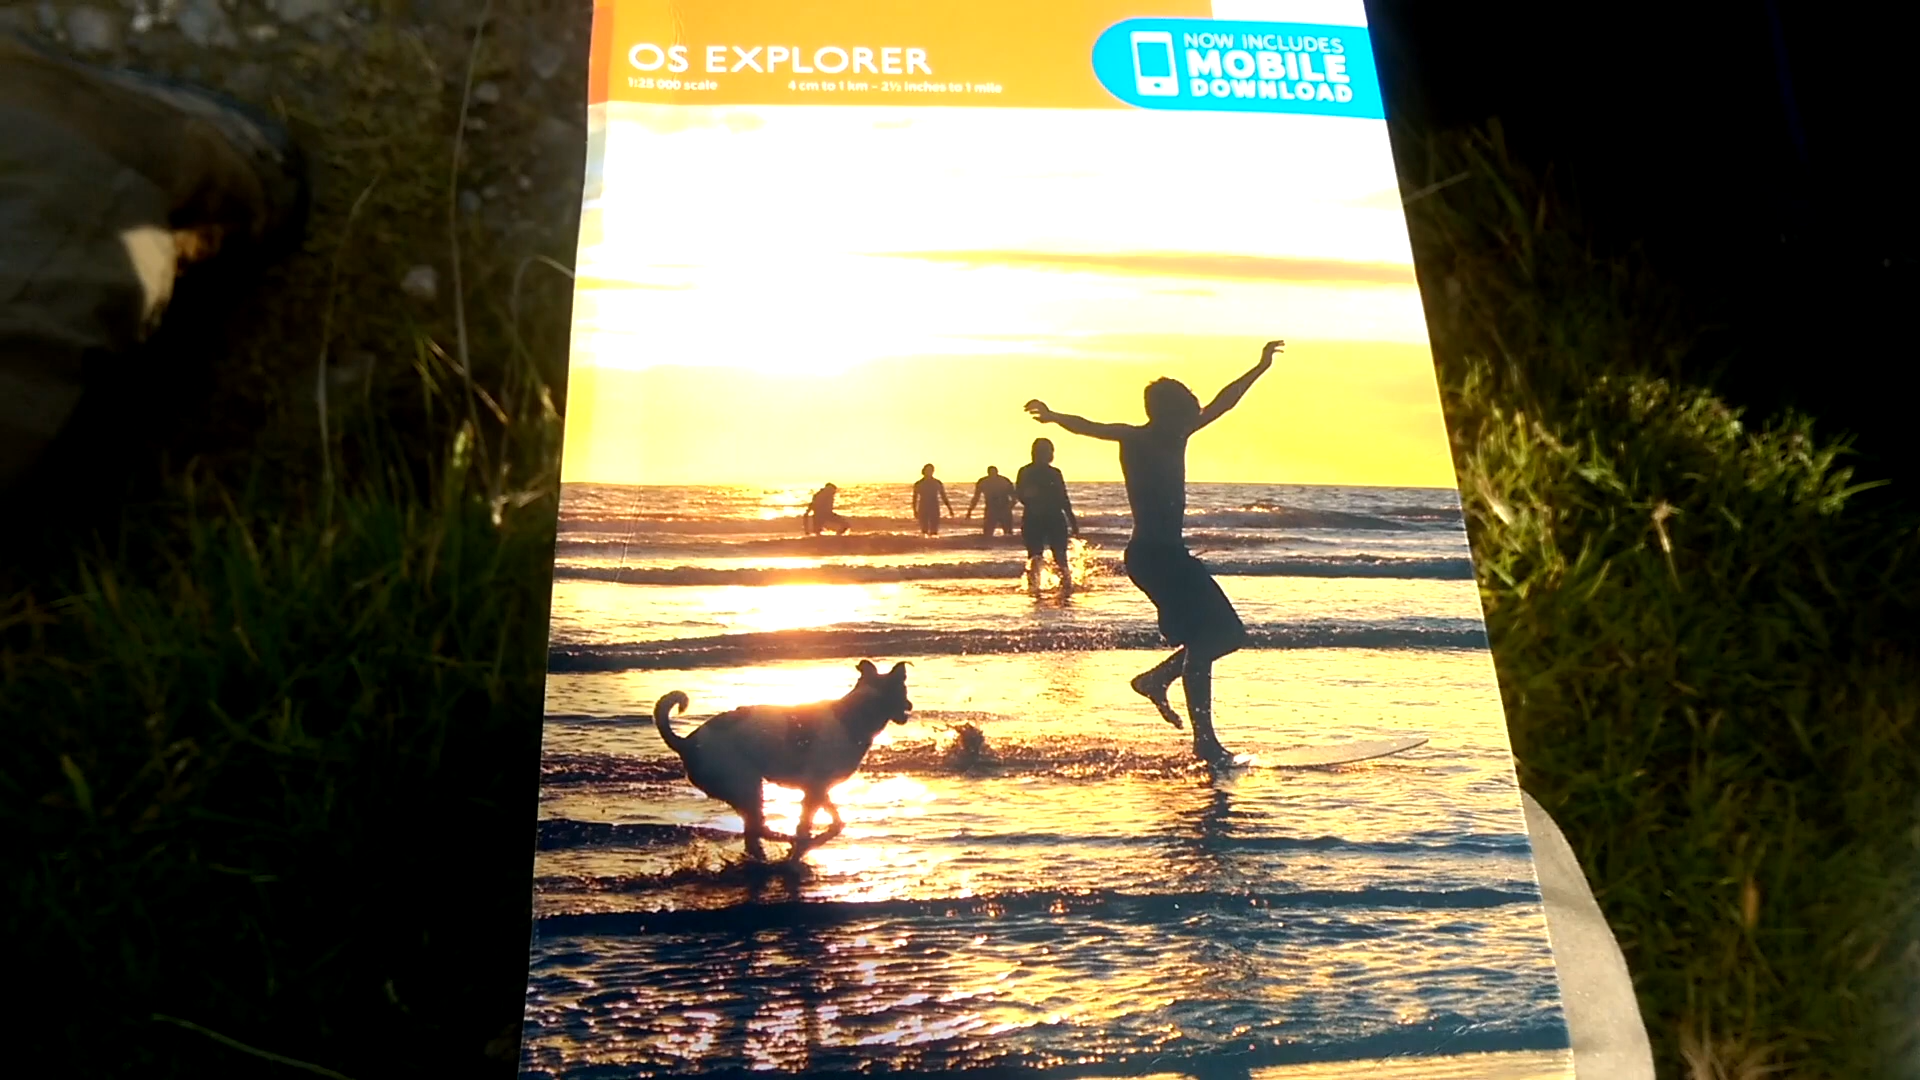 OS EXPLORER
1:25 000 scale 4 cm to 1 km – 2½ inches to 1 mile
NOW INCLUDES
MOBILE
DOWNLOAD